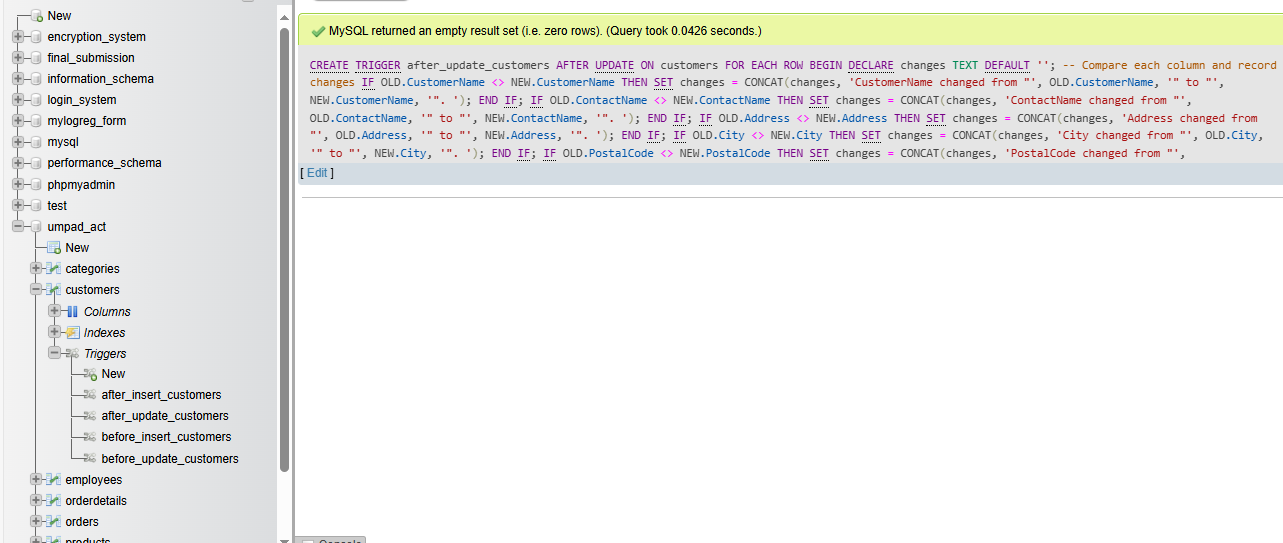 New
encryption_system
final_submission
information_schema
login_system
mylogreg_form
mysql
performance_schema
phpmyadmin
test
umpad_act
New
categories
customers
Columns
Indexes
Triggers
New
after_insert_customers
after_update_customers
before_insert_customers
before_update_customers
employees
orderdetails
orders
products
MySQL returned an empty result set (i.e. zero rows). (Query took 0.0426 seconds.)
CREATE TRIGGER after_update_customers AFTER UPDATE ON customers FOR EACH ROW BEGIN DECLARE changes TEXT DEFAULT ''; -- Compare each column and record
changes IF OLD.CustomerName <> NEW.CustomerName THEN SET changes = CONCAT(changes, 'CustomerName changed from "', OLD.CustomerName, '" to "',
NEW.CustomerName, '". '); END IF; IF OLD.ContactName <> NEW.ContactName THEN SET changes = CONCAT(changes, 'ContactName changed from "',
OLD.ContactName, '" to "', NEW.ContactName, '". '); END IF; IF OLD.Address <> NEW.Address THEN SET changes = CONCAT(changes, 'Address changed from
"', OLD.Address, '" to "', NEW.Address, '". '); END IF; IF OLD.City <> NEW.City THEN SET changes = CONCAT(changes, 'City changed from "', OLD.City,
'" to "', NEW.City, '". '); END IF; IF OLD.PostalCode <> NEW.PostalCode THEN SET changes = CONCAT(changes, 'PostalCode changed from "',
[ Edit ]
Console